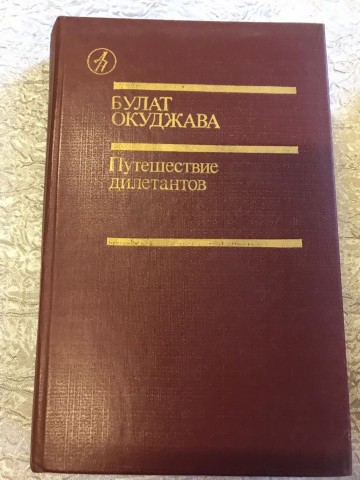 БУЛАТ
ОКУДЖАВА
Путешествие
дилетантов